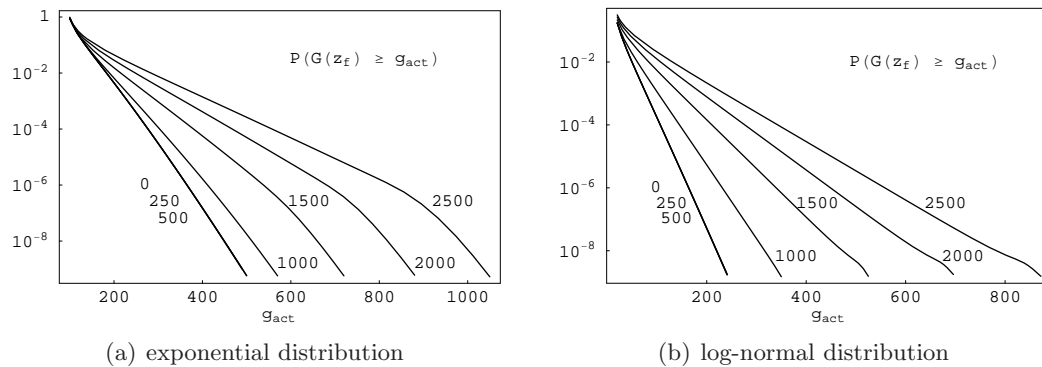 1
10⁻²
10⁻⁴
10⁻⁶
10⁻⁸
P(G(z_f) ≥ g_act)
0
250
500
1000
1500
2000
2500
200 400 600 800 1000
g_act
(a) exponential distribution
10⁻²
10⁻⁴
10⁻⁶
10⁻⁸
P(G(z_f) ≥ g_act)
0
250
500
1000
1500
2000
2500
200 400 600 800
g_act
(b) log-normal distribution